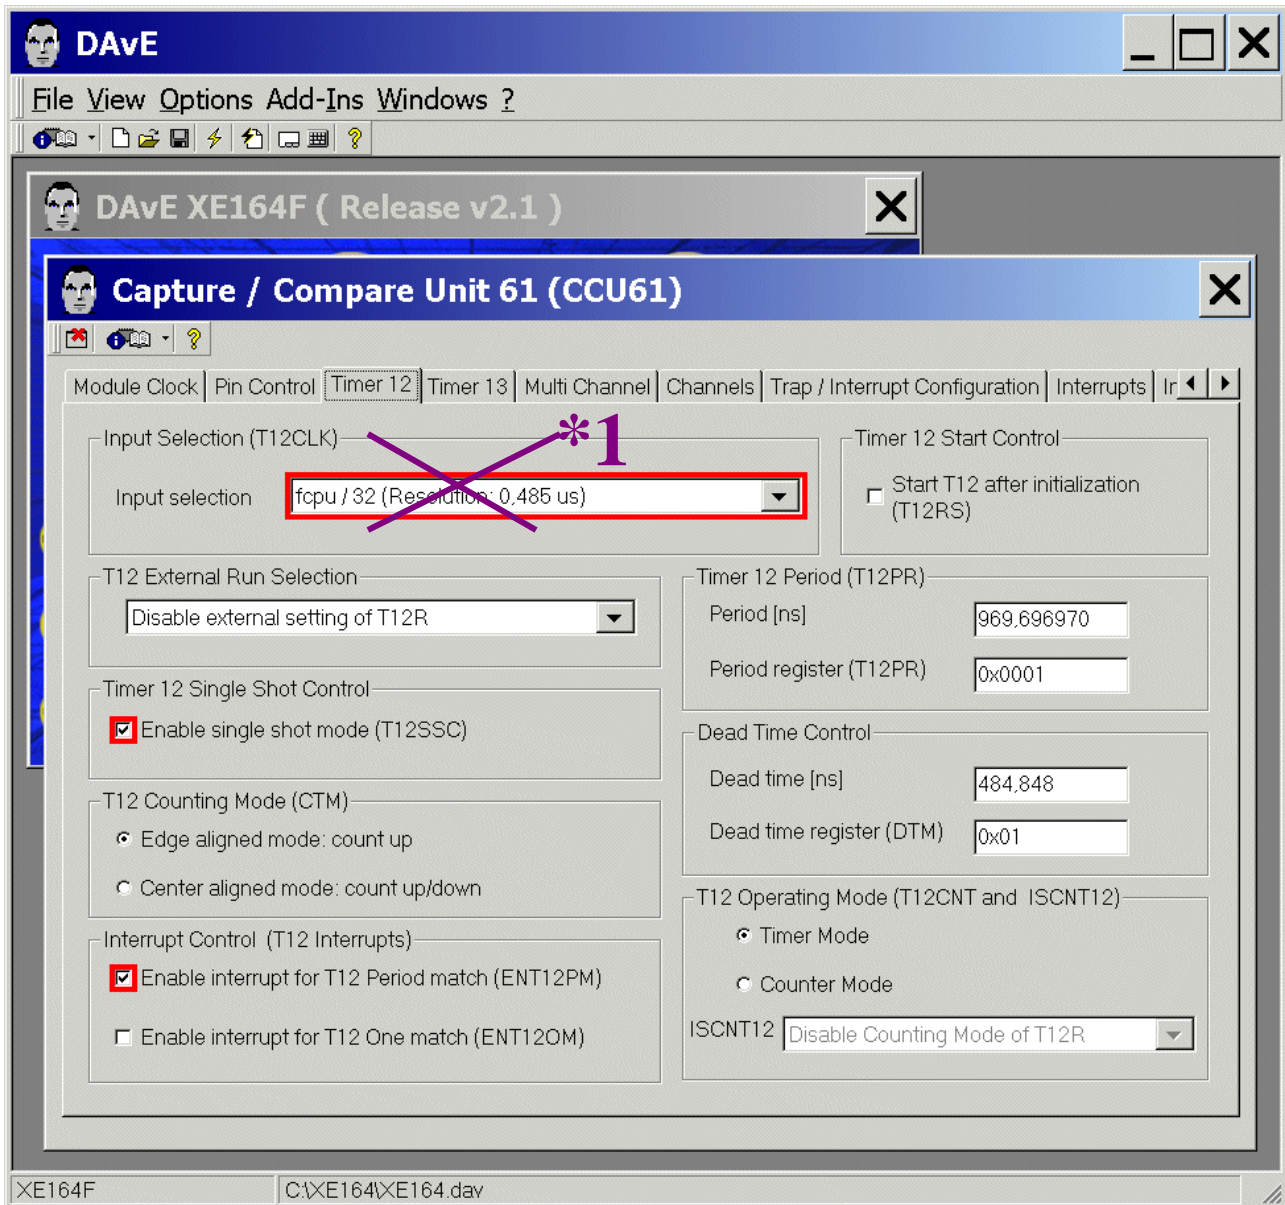 DAvE
File View Options Add-Ins Windows ?
DAvE XE164F ( Release v2.1 )
Capture / Compare Unit 61 (CCU61)
Module Clock Pin Control Timer 12 Timer 13 Multi Channel Channels Trap / Interrupt Configuration Interrupts Ir
Input Selection (T12CLK)
*1
Input selection fcpu / 32 (Resolution: 0,485 us)
Timer 12 Start Control
Start T12 after initialization
(T12RS)
T12 External Run Selection
Disable external setting of T12R
Timer 12 Period (T12PR)
Period [ns] 969,696970
Period register (T12PR) 0x0001
Timer 12 Single Shot Control
Enable single shot mode (T12SSC)
Dead Time Control
Dead time [ns] 484,848
Dead time register (DTM) 0x01
T12 Counting Mode (CTM)
Edge aligned mode: count up
Center aligned mode: count up/down
T12 Operating Mode (T12CNT and ISCNT12)
Timer Mode
Counter Mode
ISCNT12 Disable Counting Mode of T12R
Interrupt Control (T12 Interrupts)
Enable interrupt for T12 Period match (ENT12PM)
Enable interrupt for T12 One match (ENT12OM)
XE164F C:\XE164\XE164.dav